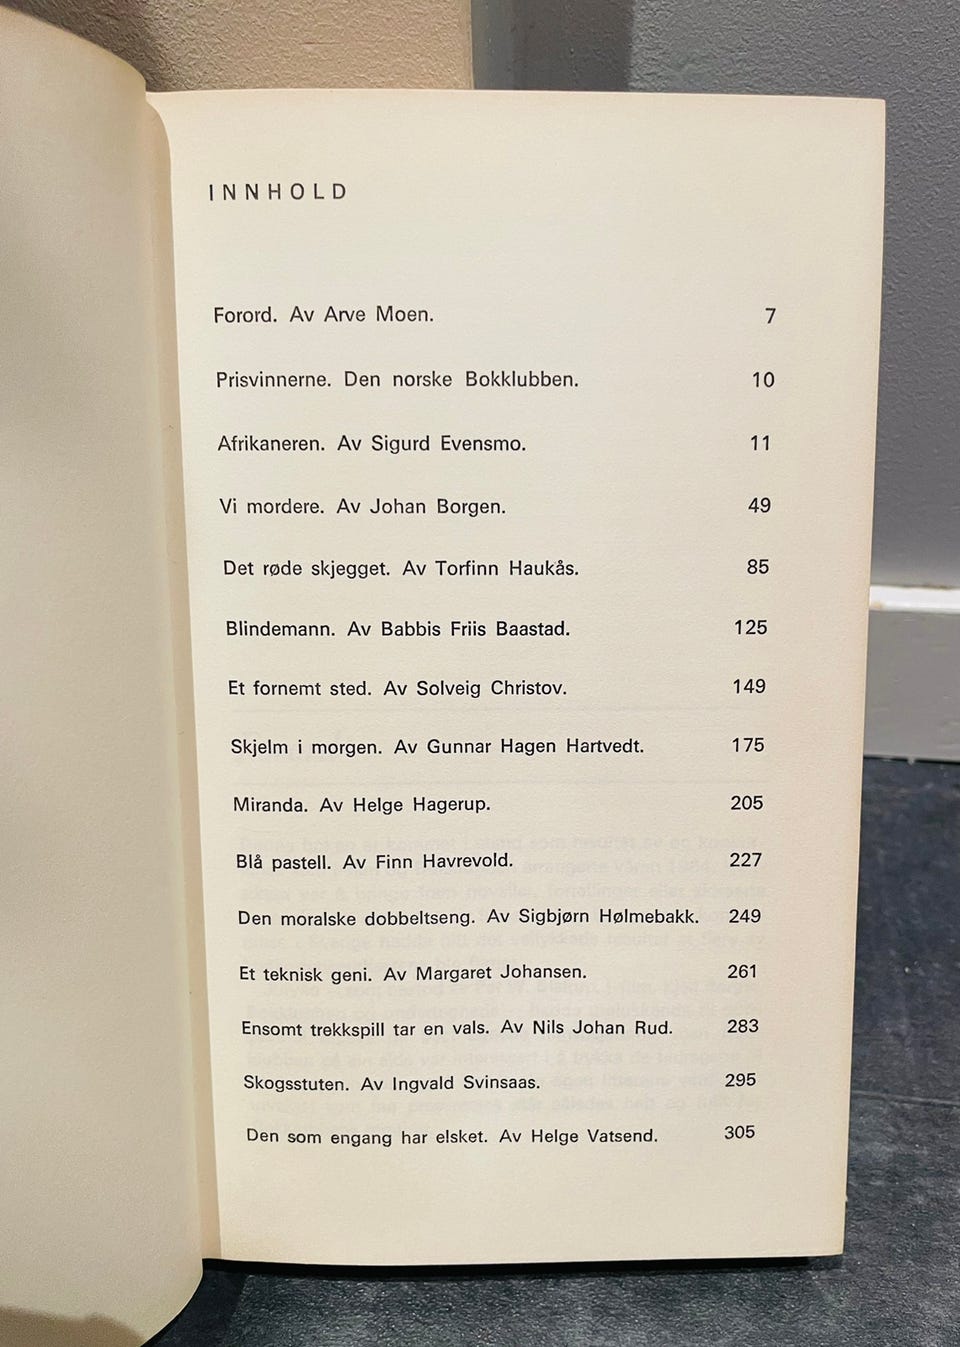 INNHOLD
Forord. Av Arve Moen. 7
Prisvinnerne. Den norske Bokklubben. 10
Afrikaneren. Av Sigurd Evensmo. 11
Vi mordere. Av Johan Borgen. 49
Det røde skjegget. Av Torfinn Haukås. 85
Blindemann. Av Babbis Friis Baastad. 125
Et fornemt sted. Av Solveig Christov. 149
Skjelm i morgen. Av Gunnar Hagen Hartvedt. 175
Miranda. Av Helge Hagerup. 205
Blå pastell. Av Finn Havrevold. 227
Den moralske dobbeltseng. Av Sigbjørn Hølmebakk. 249
Et teknisk geni. Av Margaret Johansen. 261
Ensomt trekkspill tar en vals. Av Nils Johan Rud. 283
Skogsstuten. Av Ingvald Svinsaas. 295
Den som engang har elsket. Av Helge Vatsend. 305